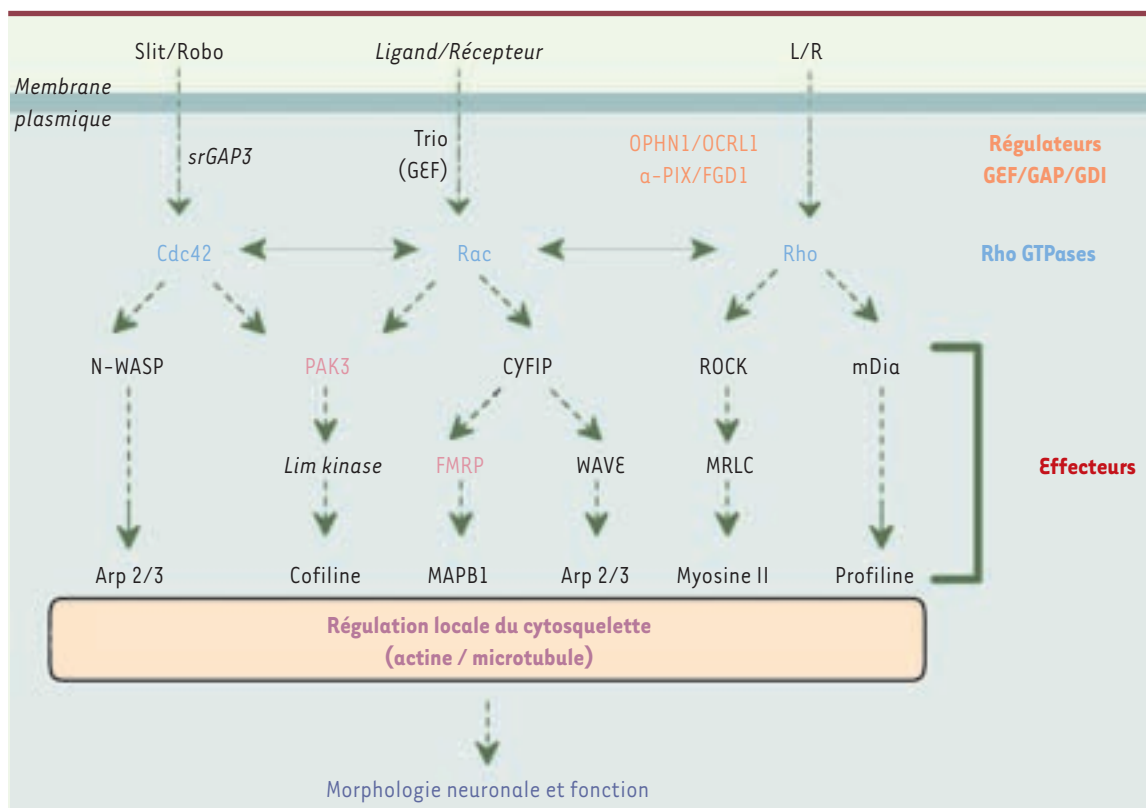 Slit/Robo
Ligand/Récepteur
L/R
Membrane
plasmique
srGAP3
Trio
(GEF)
OPHN1/OCRL1
α-PIX/FGD1
Régulateurs
GEF/GAP/GDI
Cdc42
Rac
Rho
Rho GTPases
N-WASP
PAK3
CYFIP
ROCK
mDia
Lim kinase
FMRP
WAVE
MRLC
Effecteurs
Arp 2/3
Cofiline
MAPB1
Arp 2/3
Myosine II
Profiline
Régulation locale du cytosquelette
(actine / microtubule)
Morphologie neuronale et fonction